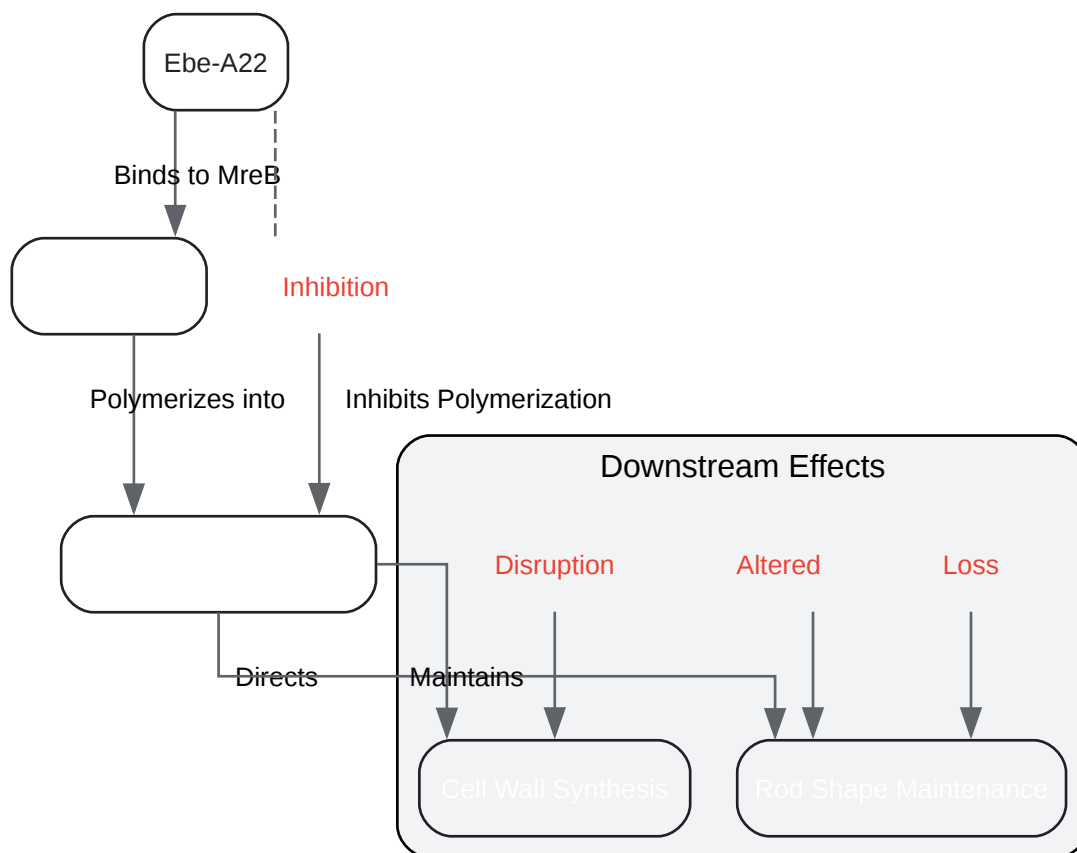 Ebe-A22
Binds to MreB
Inhibition
Polymerizes into
Inhibits Polymerization
Downstream Effects
Disruption
Altered
Loss
Directs
Maintains
Cell Wall Synthesis
Rod Shape Maintenance